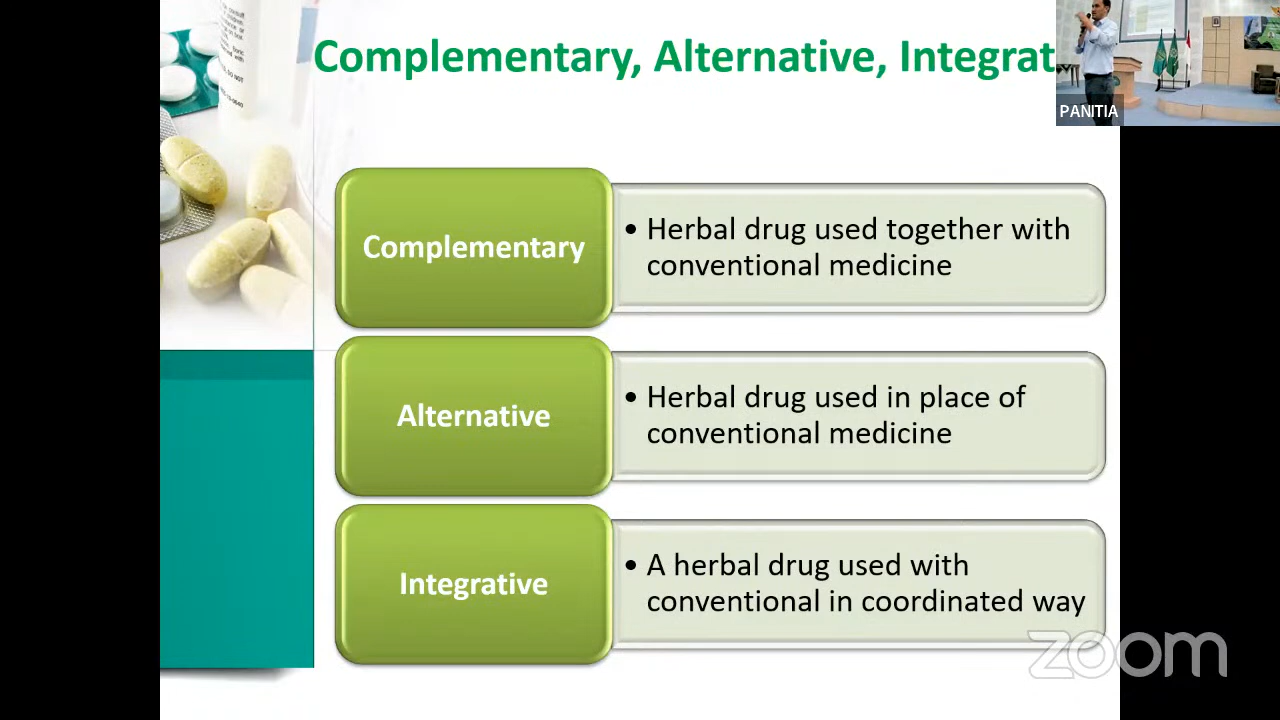 Complementary, Alternative, Integrat
PANITIA
Complementary
• Herbal drug used together with
conventional medicine
Alternative
• Herbal drug used in place of
conventional medicine
Integrative
• A herbal drug used with
conventional in coordinated way
zoom